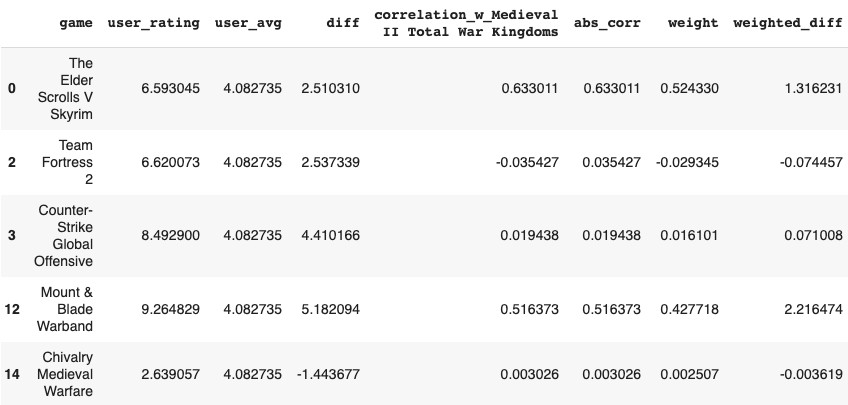 game user_rating user_avg diff correlation_w_Medieval II Total War Kingdoms abs_corr weight weighted_diff
0 The Elder Scrolls V Skyrim 6.593045 4.082735 2.510310 0.633011 0.633011 0.524330 1.316231
2 Team Fortress 2 6.620073 4.082735 2.537339 -0.035427 0.035427 -0.029345 -0.074457
3 Counter-Strike Global Offensive 8.492900 4.082735 4.410166 0.019438 0.019438 0.016101 0.071008
12 Mount & Blade Warband 9.264829 4.082735 5.182094 0.516373 0.516373 0.427718 2.216474
14 Chivalry Medieval Warfare 2.639057 4.082735 -1.443677 0.003026 0.003026 0.002507 -0.003619